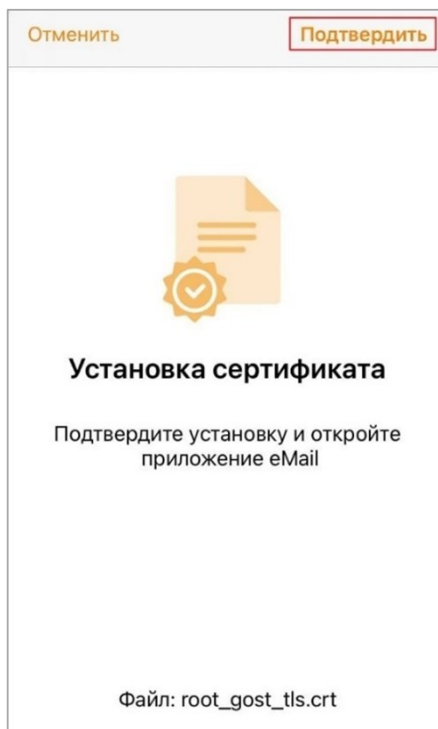 Отменить
Подтвердить
Установка сертификата
Подтвердите установку и откройте
приложение eMail
Файл: root_gost_tls.crt